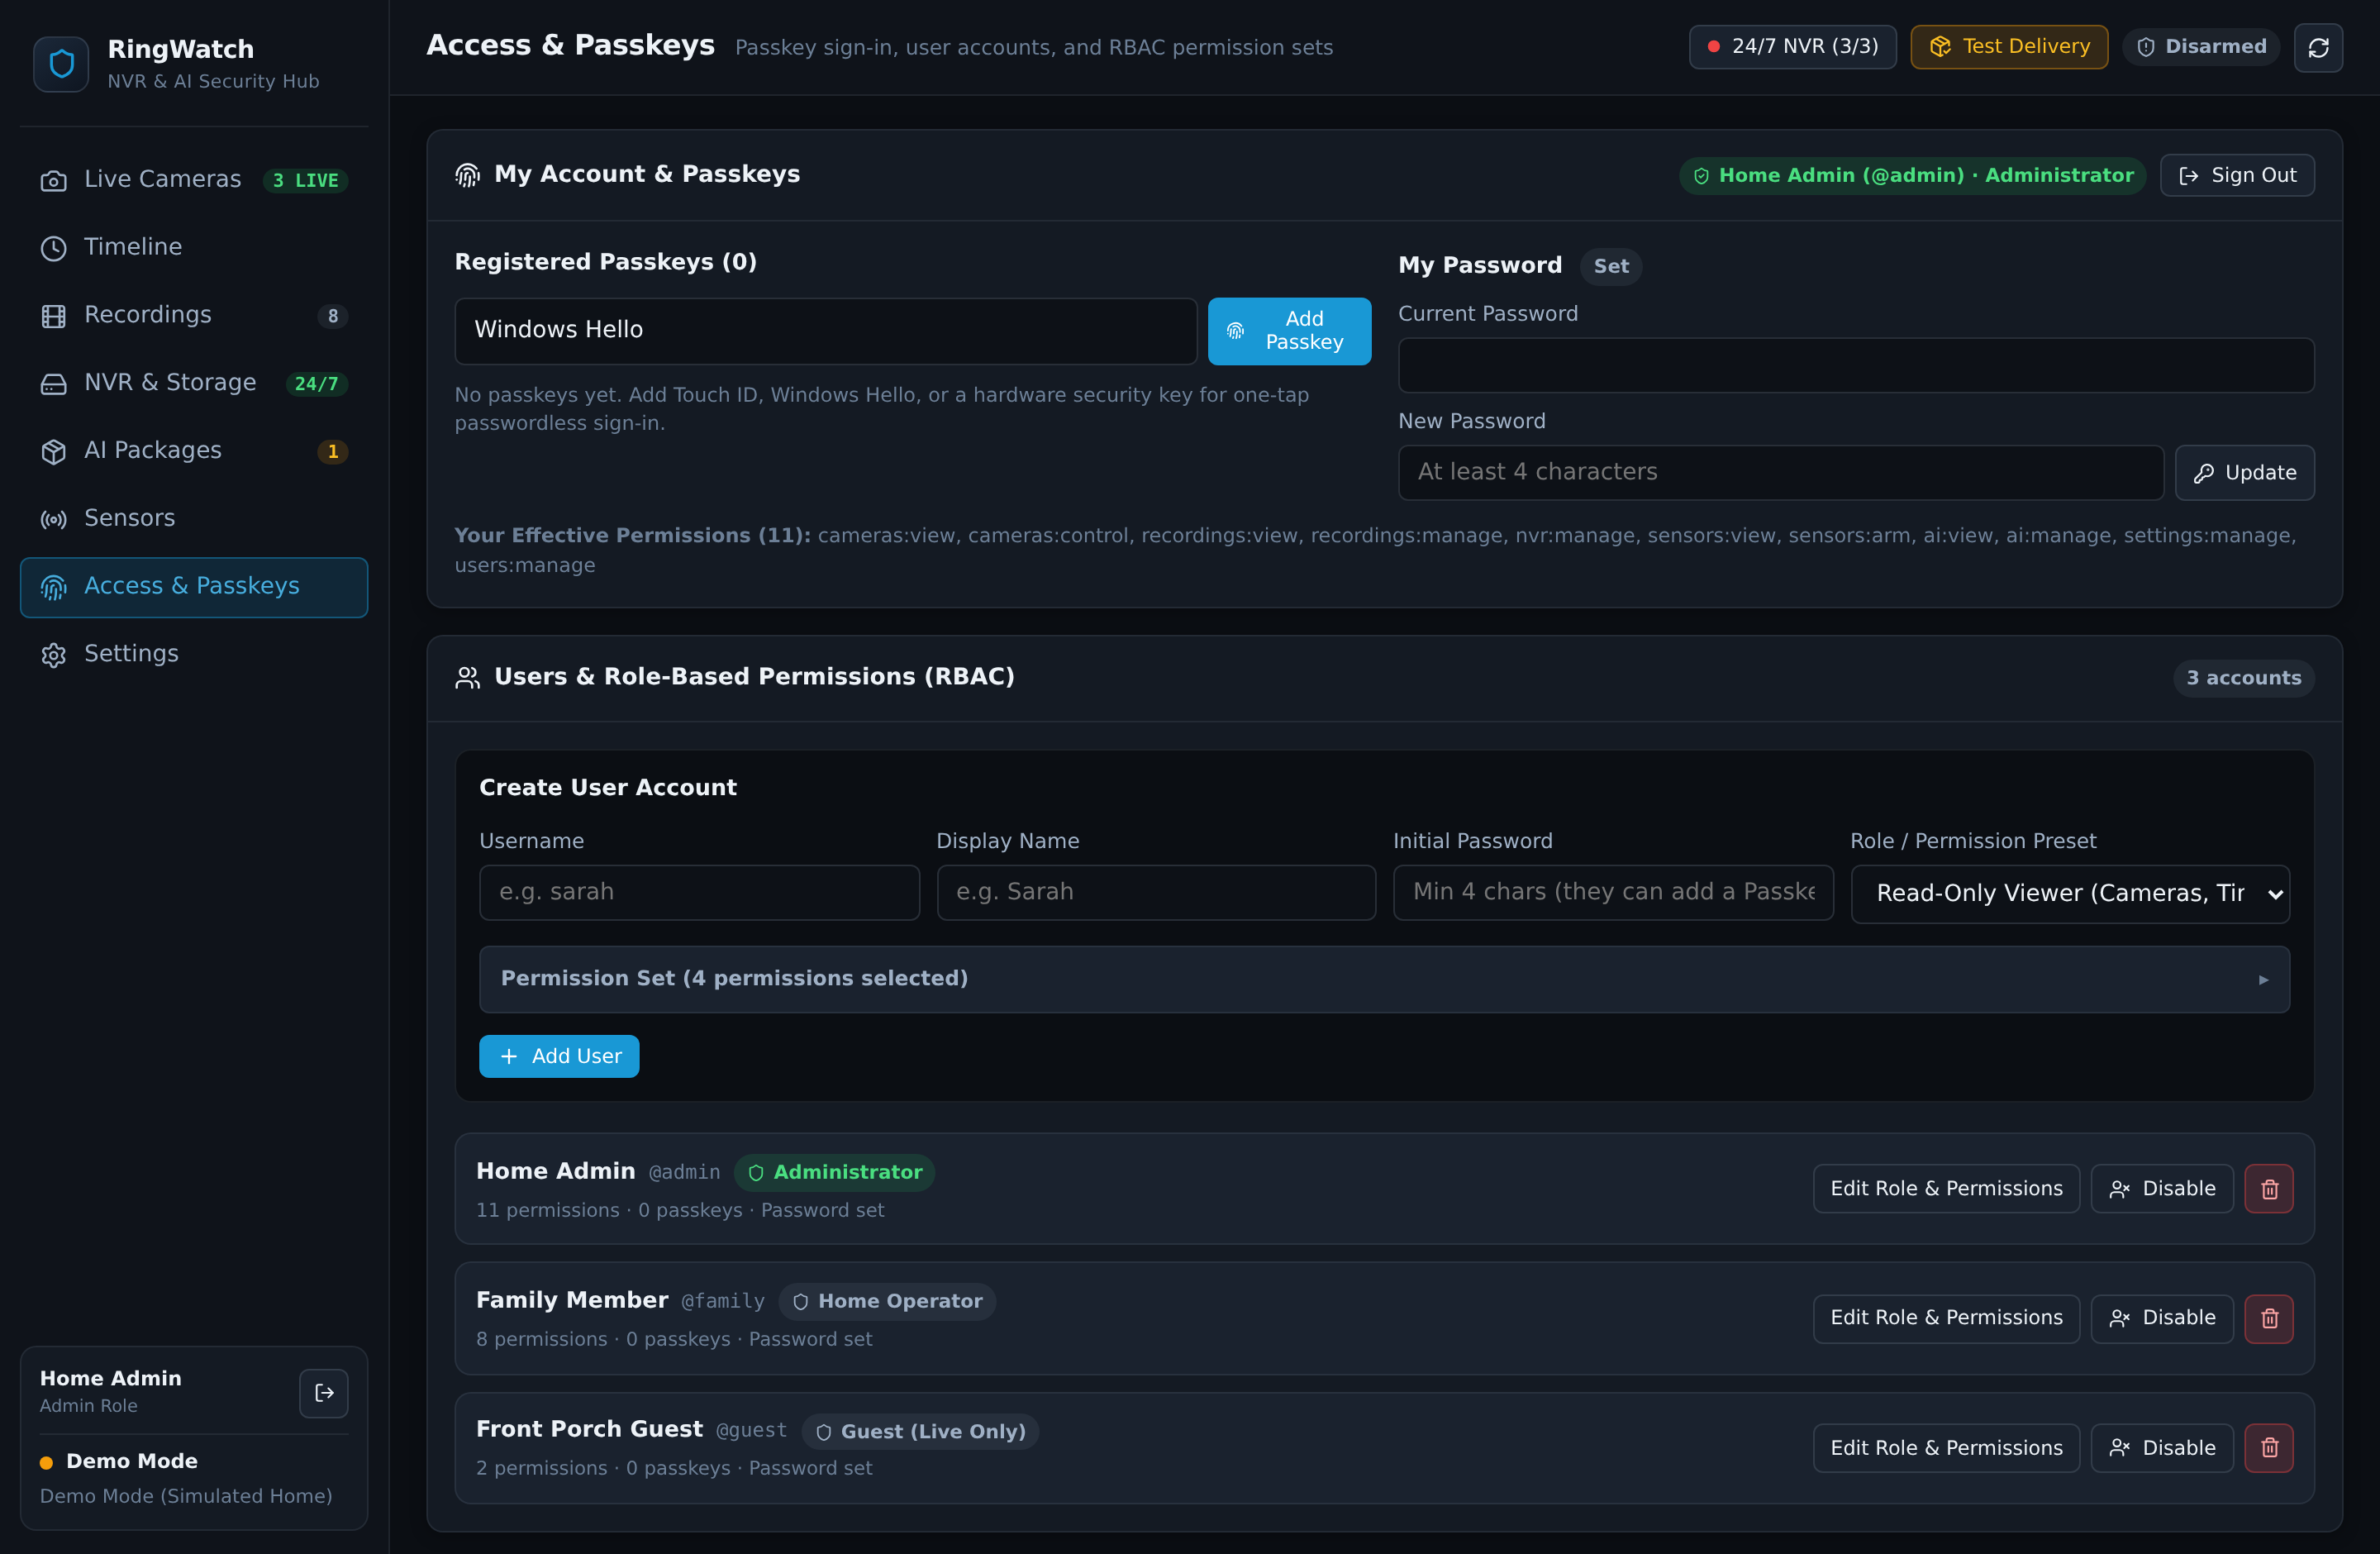 RingWatch
NVR & AI Security Hub
Live Cameras 3 LIVE
Timeline
Recordings 8
NVR & Storage 24/7
AI Packages 1
Sensors
Access & Passkeys
Settings
Home Admin
Admin Role
Demo Mode
Demo Mode (Simulated Home)
Access & Passkeys Passkey sign-in, user accounts, and RBAC permission sets
24/7 NVR (3/3) Test Delivery Disarmed
My Account & Passkeys Home Admin (@admin) · Administrator Sign Out
Registered Passkeys (0)
Windows Hello
Add
Passkey
No passkeys yet. Add Touch ID, Windows Hello, or a hardware security key for one-tap
passwordless sign-in.
My Password Set
Current Password
New Password
At least 4 characters Update
Your Effective Permissions (11): cameras:view, cameras:control, recordings:view, recordings:manage, nvr:manage, sensors:view, sensors:arm, ai:view, ai:manage, settings:manage,
users:manage
Users & Role-Based Permissions (RBAC) 3 accounts
Create User Account
Username Display Name Initial Password Role / Permission Preset
e.g. sarah e.g. Sarah Min 4 chars (they can add a Passke Read-Only Viewer (Cameras, Tir
Permission Set (4 permissions selected)
Add User
Home Admin @admin Administrator
11 permissions · 0 passkeys · Password set
Edit Role & Permissions Disable
Family Member @family Home Operator
8 permissions · 0 passkeys · Password set
Edit Role & Permissions Disable
Front Porch Guest @guest Guest (Live Only)
2 permissions · 0 passkeys · Password set
Edit Role & Permissions Disable